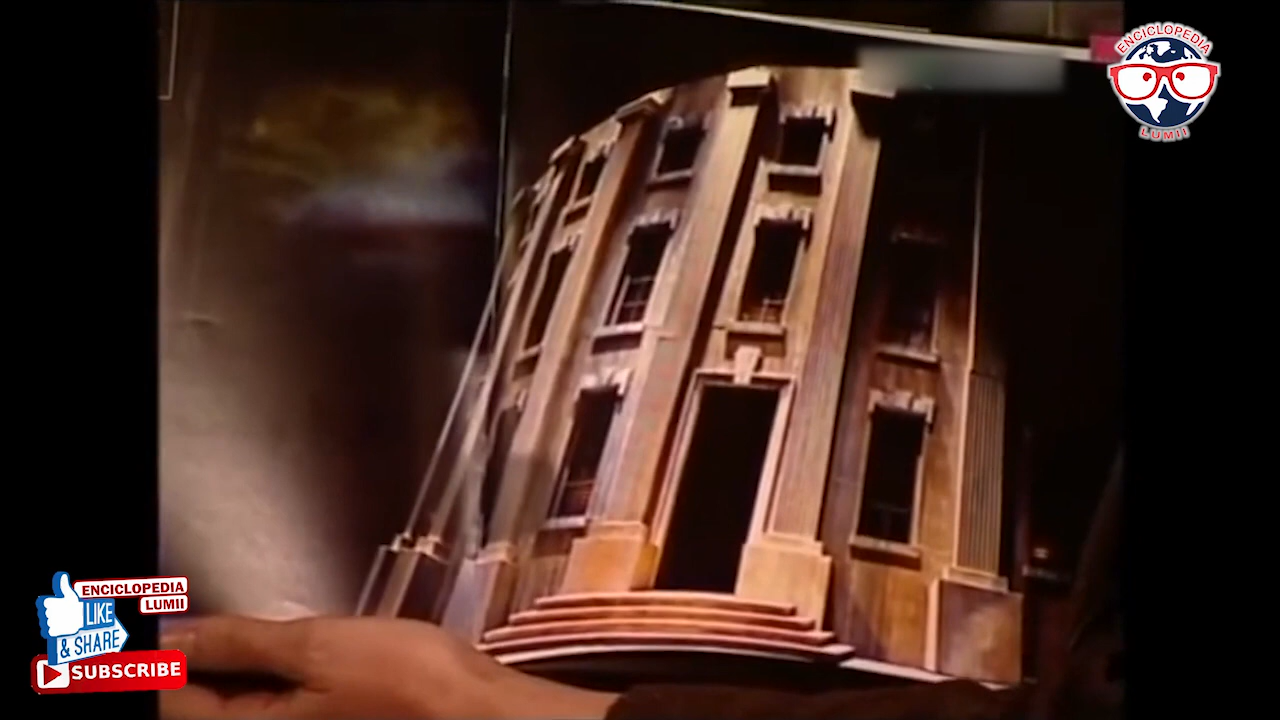 ENCICLOPEDIA
LUMII
ENCICLOPEDIA
LUMII
LIKE
& SHARE
SUBSCRIBE